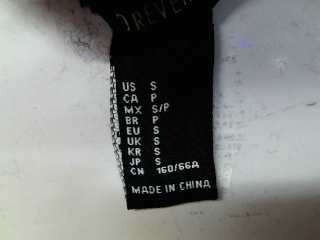 US S
CA P
MX S/P
BR P
EU S
UK S
KR S
JP S
CN 160/66A
MADE IN CHINA